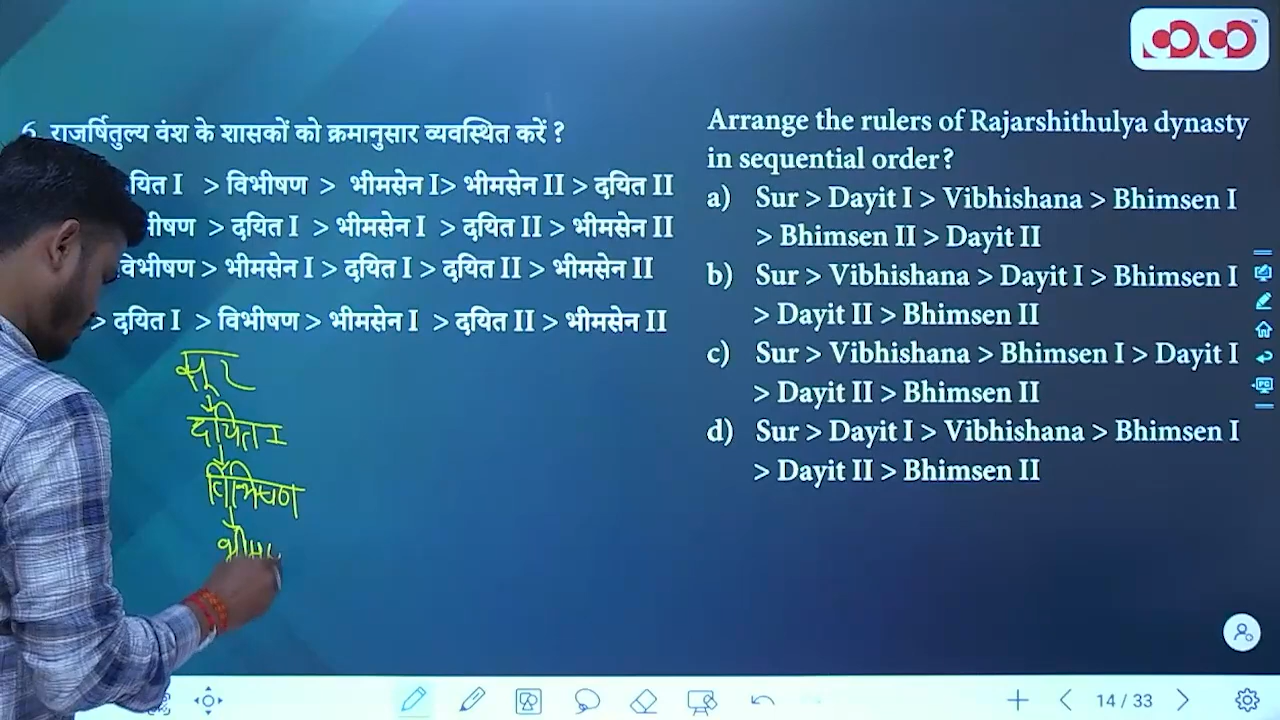 6. राजर्षितुल्य वंश के शासकों को क्रमानुसार व्यवस्थित करें ?
I > विभीषण > भीमसेन I> भीमसेन II > दयित II
> दयित I > भीमसेन I > दयित II > भीमसेन II
विभीषण > भीमसेन I > दयित I > दयित II > भीमसेन II
> दयित I > विभीषण > भीमसेन I > दयित II > भीमसेन II
सूर
दयित I
विभिषण
Arrange the rulers of Rajarshithulya dynasty
in sequential order?
a) Sur > Dayit I > Vibhishana > Bhimsen I
> Bhimsen II > Dayit II
b) Sur > Vibhishana > Dayit I > Bhimsen I
> Dayit II > Bhimsen II
c) Sur > Vibhishana > Bhimsen I > Dayit I
> Dayit II > Bhimsen II
d) Sur > Dayit I > Vibhishana > Bhimsen I
> Dayit II > Bhimsen II
PC
14 / 33